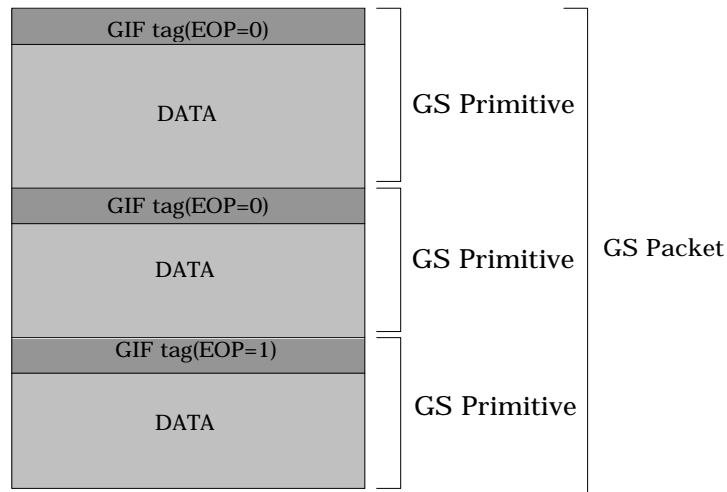 GIF tag(EOP=0)
DATA
GS Primitive
GIF tag(EOP=0)
DATA
GS Primitive
GS Packet
GIF tag(EOP=1)
DATA
GS Primitive